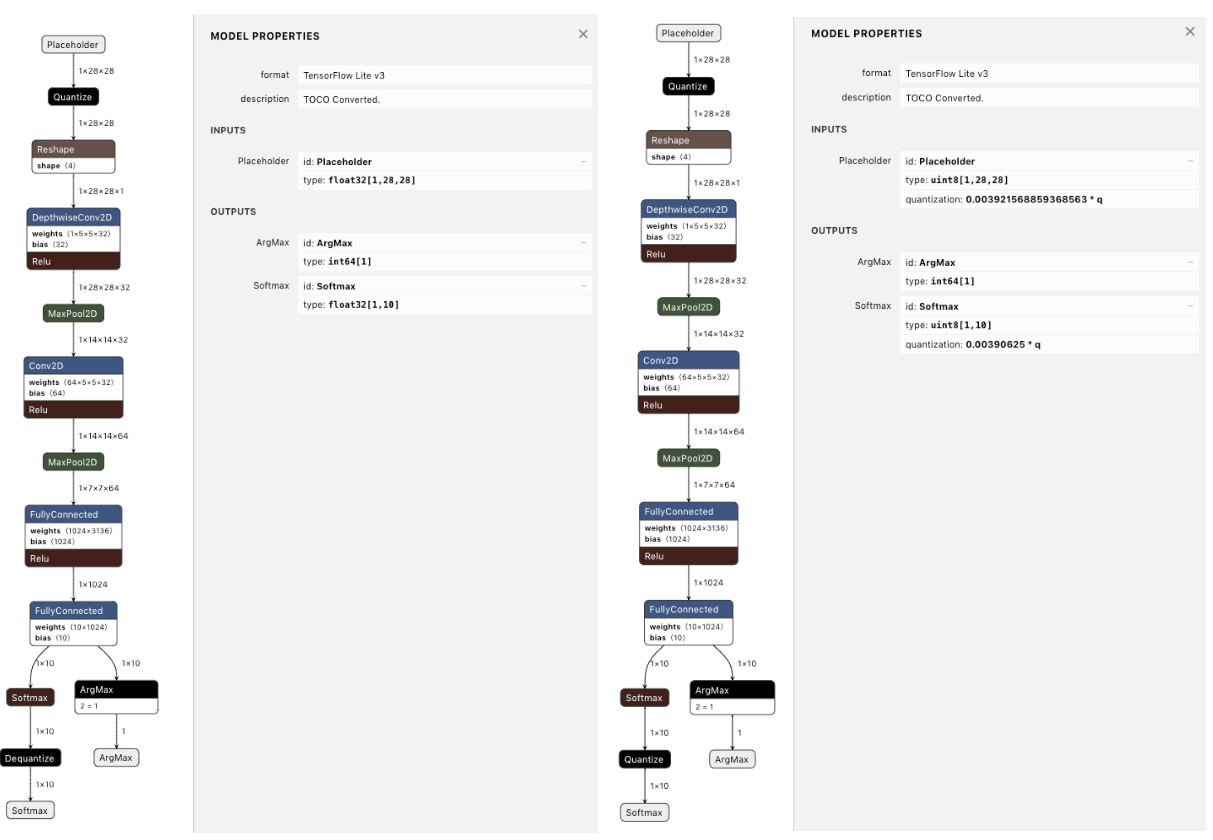 Placeholder
1×28×28
Quantize
1×28×28
Reshape
shape ⟨4⟩
1×28×28×1
DepthwiseConv2D
weights ⟨1×5×5×32⟩
bias ⟨32⟩
Relu
1×28×28×32
MaxPool2D
1×14×14×32
Conv2D
weights ⟨64×5×5×32⟩
bias ⟨64⟩
Relu
1×14×14×64
MaxPool2D
1×7×7×64
FullyConnected
weights ⟨1024×3136⟩
bias ⟨1024⟩
Relu
1×1024
FullyConnected
weights ⟨10×1024⟩
bias ⟨10⟩
1×10 1×10
Softmax
ArgMax
2 = 1
1×10 1
Dequantize
ArgMax
1×10
Softmax
MODEL PROPERTIES ×
format TensorFlow Lite v3
description TOCO Converted.
INPUTS
Placeholder id: Placeholder –
type: float32[1,28,28]
OUTPUTS
ArgMax id: ArgMax –
type: int64[1]
Softmax id: Softmax –
type: float32[1,10]
Placeholder
1×28×28
Quantize
1×28×28
Reshape
shape ⟨4⟩
1×28×28×1
DepthwiseConv2D
weights ⟨1×5×5×32⟩
bias ⟨32⟩
Relu
1×28×28×32
MaxPool2D
1×14×14×32
Conv2D
weights ⟨64×5×5×32⟩
bias ⟨64⟩
Relu
1×14×14×64
MaxPool2D
1×7×7×64
FullyConnected
weights ⟨1024×3136⟩
bias ⟨1024⟩
Relu
1×1024
FullyConnected
weights ⟨10×1024⟩
bias ⟨10⟩
1×10 1×10
Softmax
ArgMax
2 = 1
1×10 1
Quantize
ArgMax
1×10
Softmax
MODEL PROPERTIES ×
format TensorFlow Lite v3
description TOCO Converted.
INPUTS
Placeholder id: Placeholder –
type: uint8[1,28,28]
quantization: 0.003921568859368563 * q
OUTPUTS
ArgMax id: ArgMax –
type: int64[1]
Softmax id: Softmax –
type: uint8[1,10]
quantization: 0.00390625 * q